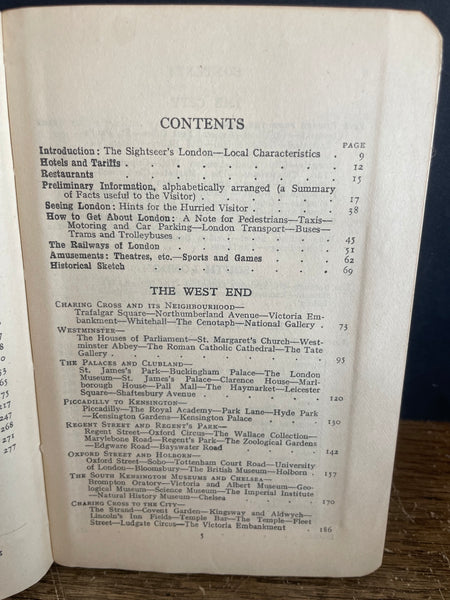 CONTENTS
PAGE
Introduction: The Sightseer's London—Local Characteristics . 9
Hotels and Tariffs . . . . . . . 12
Restaurants . . . . . . . 15
Preliminary Information, alphabetically arranged (a Summary
of Facts useful to the Visitor) . . . . 17
Seeing London: Hints for the Hurried Visitor . . . 38
How to Get About London: A Note for Pedestrians—Taxis—
Motoring and Car Parking—London Transport—Buses—
Trams and Trolleybuses . . . . . 45
The Railways of London . . . . . . 51
Amusements: Theatres, etc.—Sports and Games . . 62
Historical Sketch . . . . . . . 69
THE WEST END
CHARING CROSS AND ITS NEIGHBOURHOOD—
Trafalgar Square—Northumberland Avenue—Victoria Em-
bankment—Whitehall—The Cenotaph—National Gallery . 73
WESTMINSTER—
The Houses of Parliament—St. Margaret's Church—West-
minster Abbey—The Roman Catholic Cathedral—The Tate
Gallery . . . . . . . 95
THE PALACES AND CLUBLAND—
St. James's Park—Buckingham Palace—The London
Museum—St. James's Palace—Clarence House—Marl-
borough House—Pall Mall—The Haymarket—Leicester
Square—Shaftesbury Avenue . . . . 120
PICCADILLY TO KENSINGTON—
Piccadilly—The Royal Academy—Park Lane—Hyde Park
—Kensington Gardens—Kensington Palace . . 130
REGENT STREET AND REGENT'S PARK—
Regent Street—Oxford Circus—The Wallace Collection—
Marylebone Road—Regent's Park—The Zoological Gardens
—Edgware Road—Bayswater Road . . . 142
OXFORD STREET AND HOLBORN—
Oxford Street—Soho—Tottenham Court Road—University
of London—Bloomsbury—The British Museum—Holborn . 157
THE SOUTH KENSINGTON MUSEUMS AND CHELSEA—
Brompton Oratory—Victoria and Albert Museum—Geo-
logical Museum—Science Museum—The Imperial Institute
—Natural History Museum—Chelsea . . . 170
CHARING CROSS TO THE CITY—
The Strand—Covent Garden—Kingsway and Aldwych—
Lincoln's Inn Fields—The Temple—Fleet
Street—Ludgate Circus—The Victoria Embankment . 186
5
217
247
268
271
277